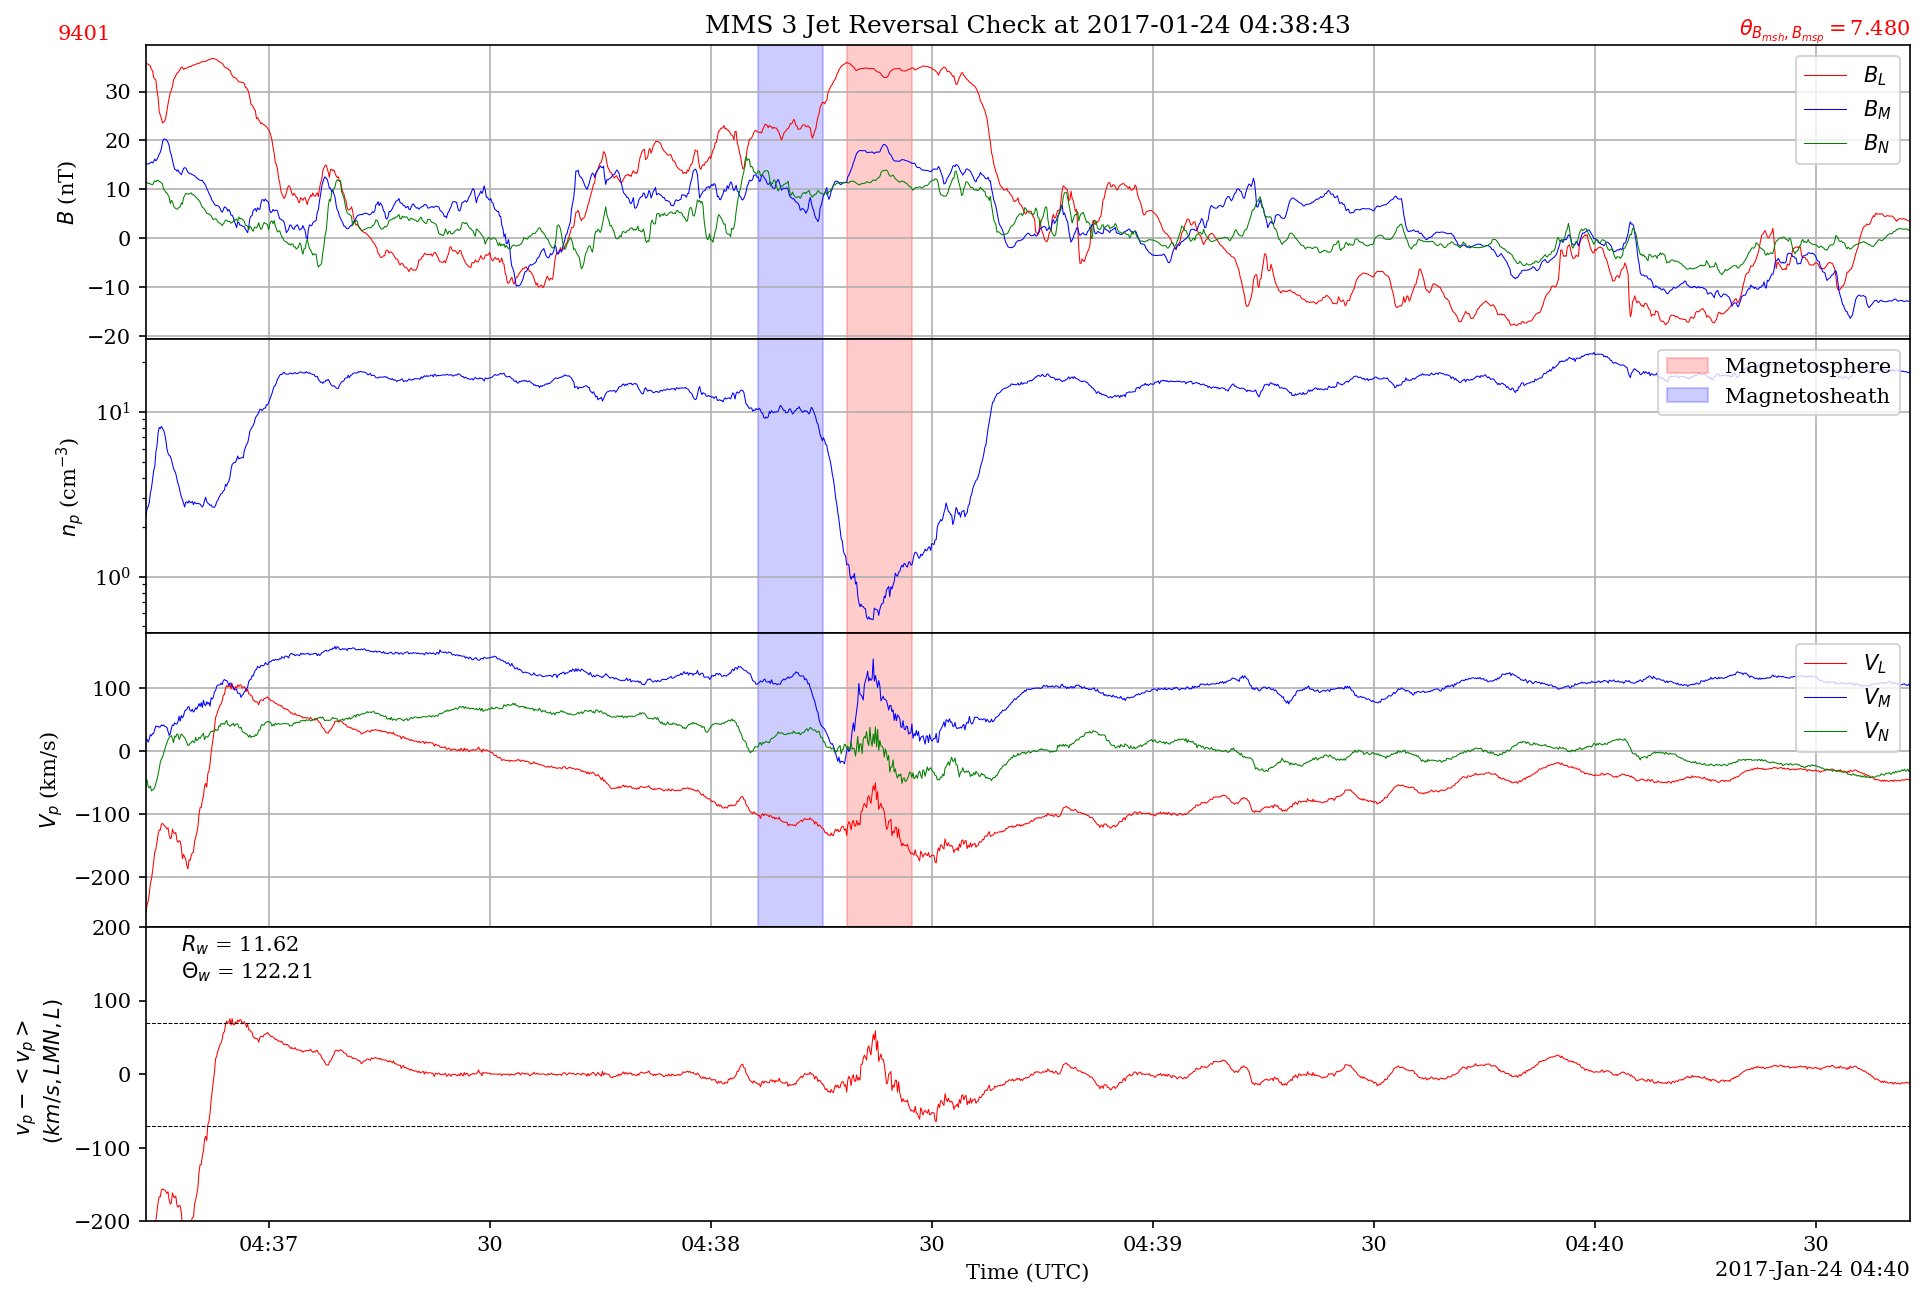 9401
MMS 3 Jet Reversal Check at 2017-01-24 04:38:43
θ_{B_{msh}, B_{msp}} = 7.480
B (nT)
30
20
10
0
−10
−20
B_L
B_M
B_N
n_p (cm^{−3})
10^1
10^0
Magnetosphere
Magnetosheath
V_p (km/s)
100
0
−100
−200
V_L
V_M
V_N
v_p − < v_p >
(km/s, LMN, L)
200
100
0
−100
−200
R_w = 11.62
Θ_w = 122.21
04:37
30
04:38
30
04:39
30
04:40
30
Time (UTC)
2017-Jan-24 04:40